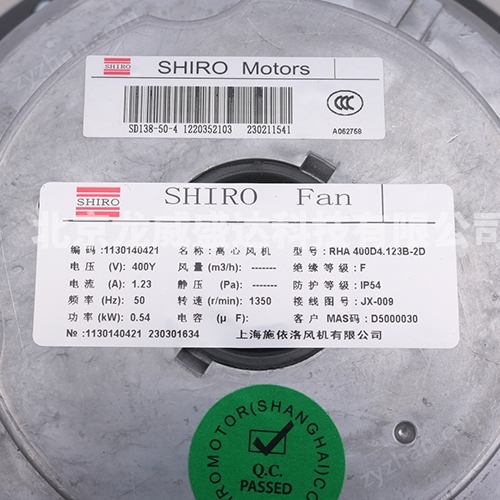 SHIRO
SHIRO Motors
SD138-50-4 1220352103 230211541
CCC
A062758
SHIRO
SHIRO Fan
编 码 : 1130140421 名 称 : 离心风机 型 号 : RHA 400D4.123B-2D
电 压 (V): 400Y 风 量 (m3/h): ------- 绝 缘 等 级 : F
电 流 (A): 1.23 静 压 (Pa): ------- 防 护 等 级 : IP54
频 率 (Hz): 50 转 速 (r/min): 1350 接 线 图 号 : JX-009
功 率 (kW): 0.54 电 容 (μ F): ------- 客 户 MAS码 : D5000030
№ :1130140421 230301634 上海施依洛风机有限公司
北京龙威盛达科技有限公司
HIROMOTOR(SHANGHAI)CO
Q.C.
PASSED